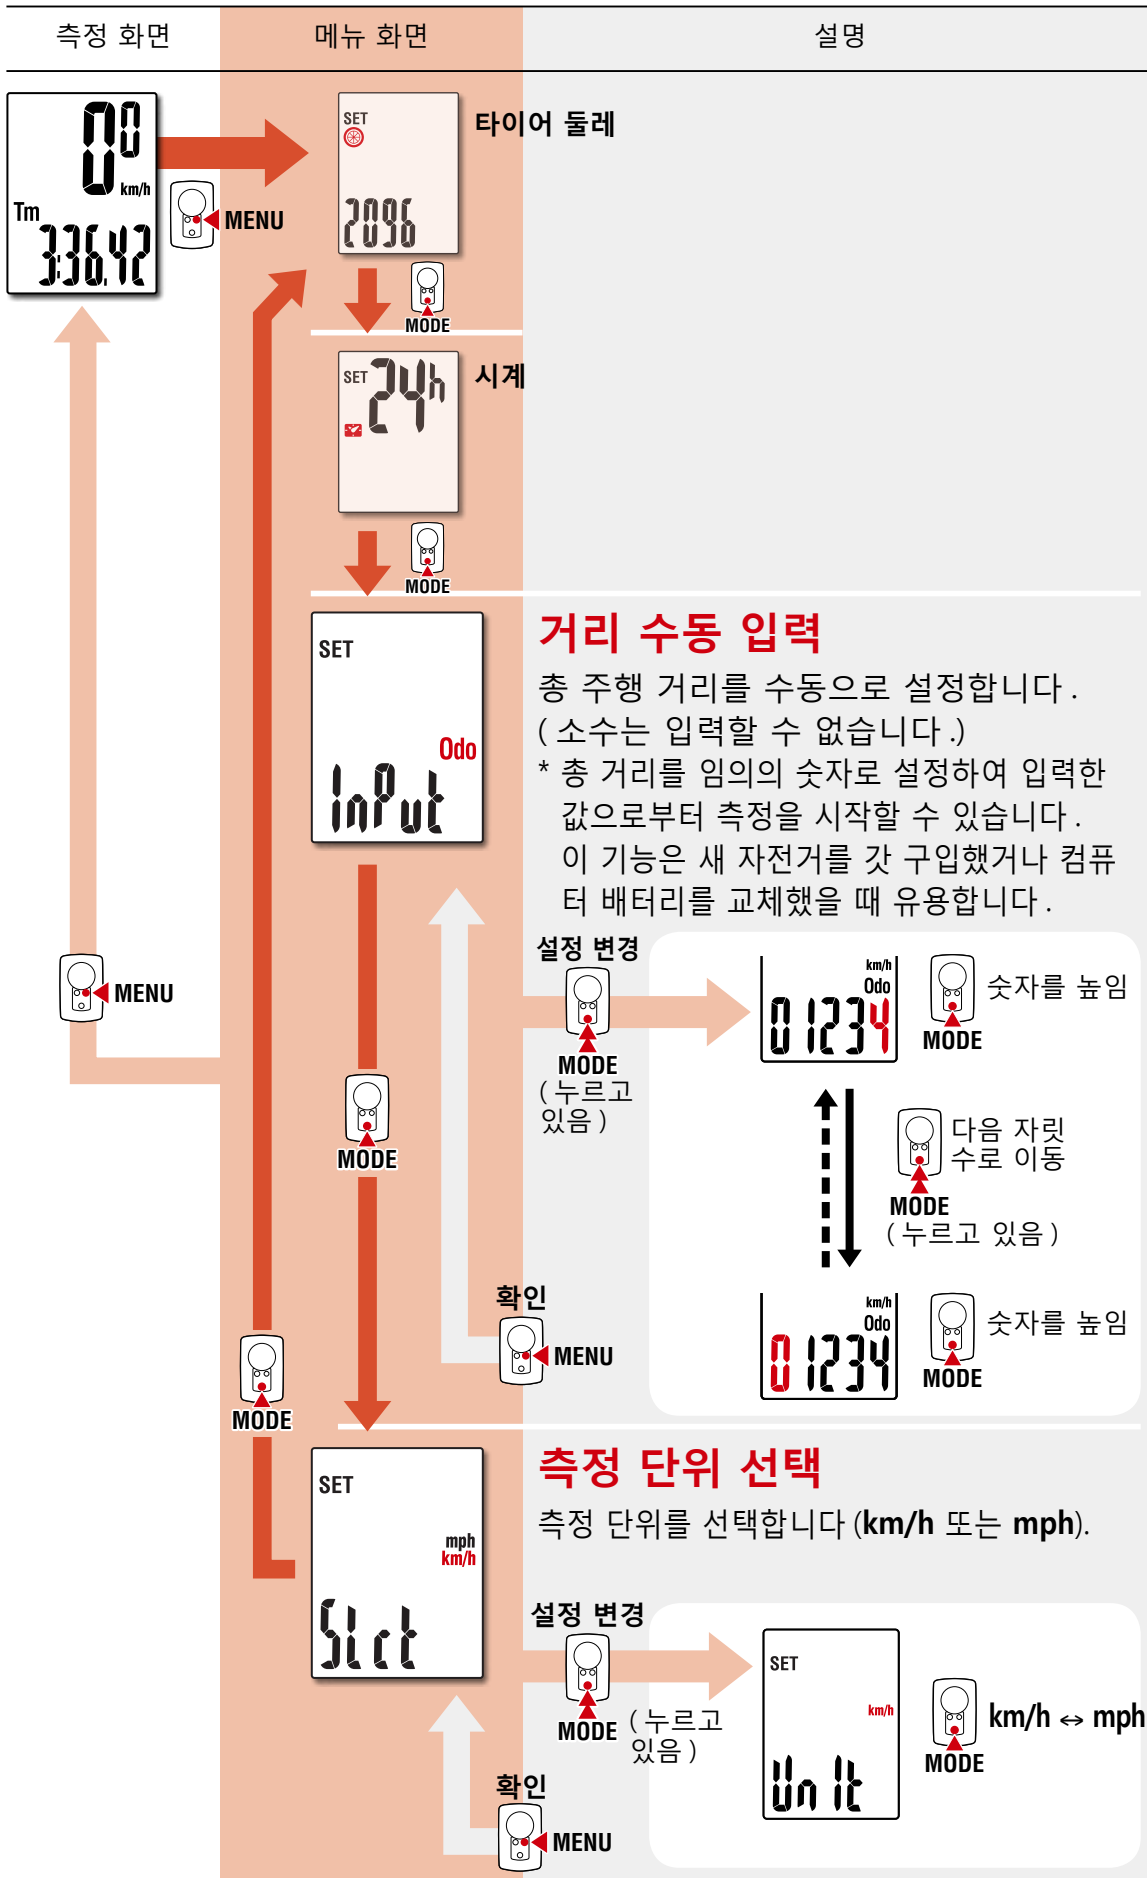 측정 화면
메뉴 화면
설명
0.0
km/h
Tm
3:36.42
MENU
SET
2096
타이어 둘레
MODE
SET
24h
시계
MODE
SET
Odo
InPut
거리 수동 입력
총 주행 거리를 수동으로 설정합니다.
(소수는 입력할 수 없습니다.)
* 총 거리를 임의의 숫자로 설정하여 입력한
값으로부터 측정을 시작할 수 있습니다.
이 기능은 새 자전거를 갓 구입했거나 컴퓨
터 배터리를 교체했을 때 유용합니다.
설정 변경
MODE
(누르고
있음)
km/h
Odo
01234
MODE
숫자를 높임
MENU
MODE
다음 자릿
수로 이동
MODE
(누르고 있음)
확인
MENU
km/h
Odo
01234
MODE
숫자를 높임
MODE
SET
mph
km/h
Slct
측정 단위 선택
측정 단위를 선택합니다 (km/h 또는 mph).
설정 변경
MODE
(누르고
있음)
SET
km/h
UnIt
MODE
km/h ↔ mph
확인
MENU